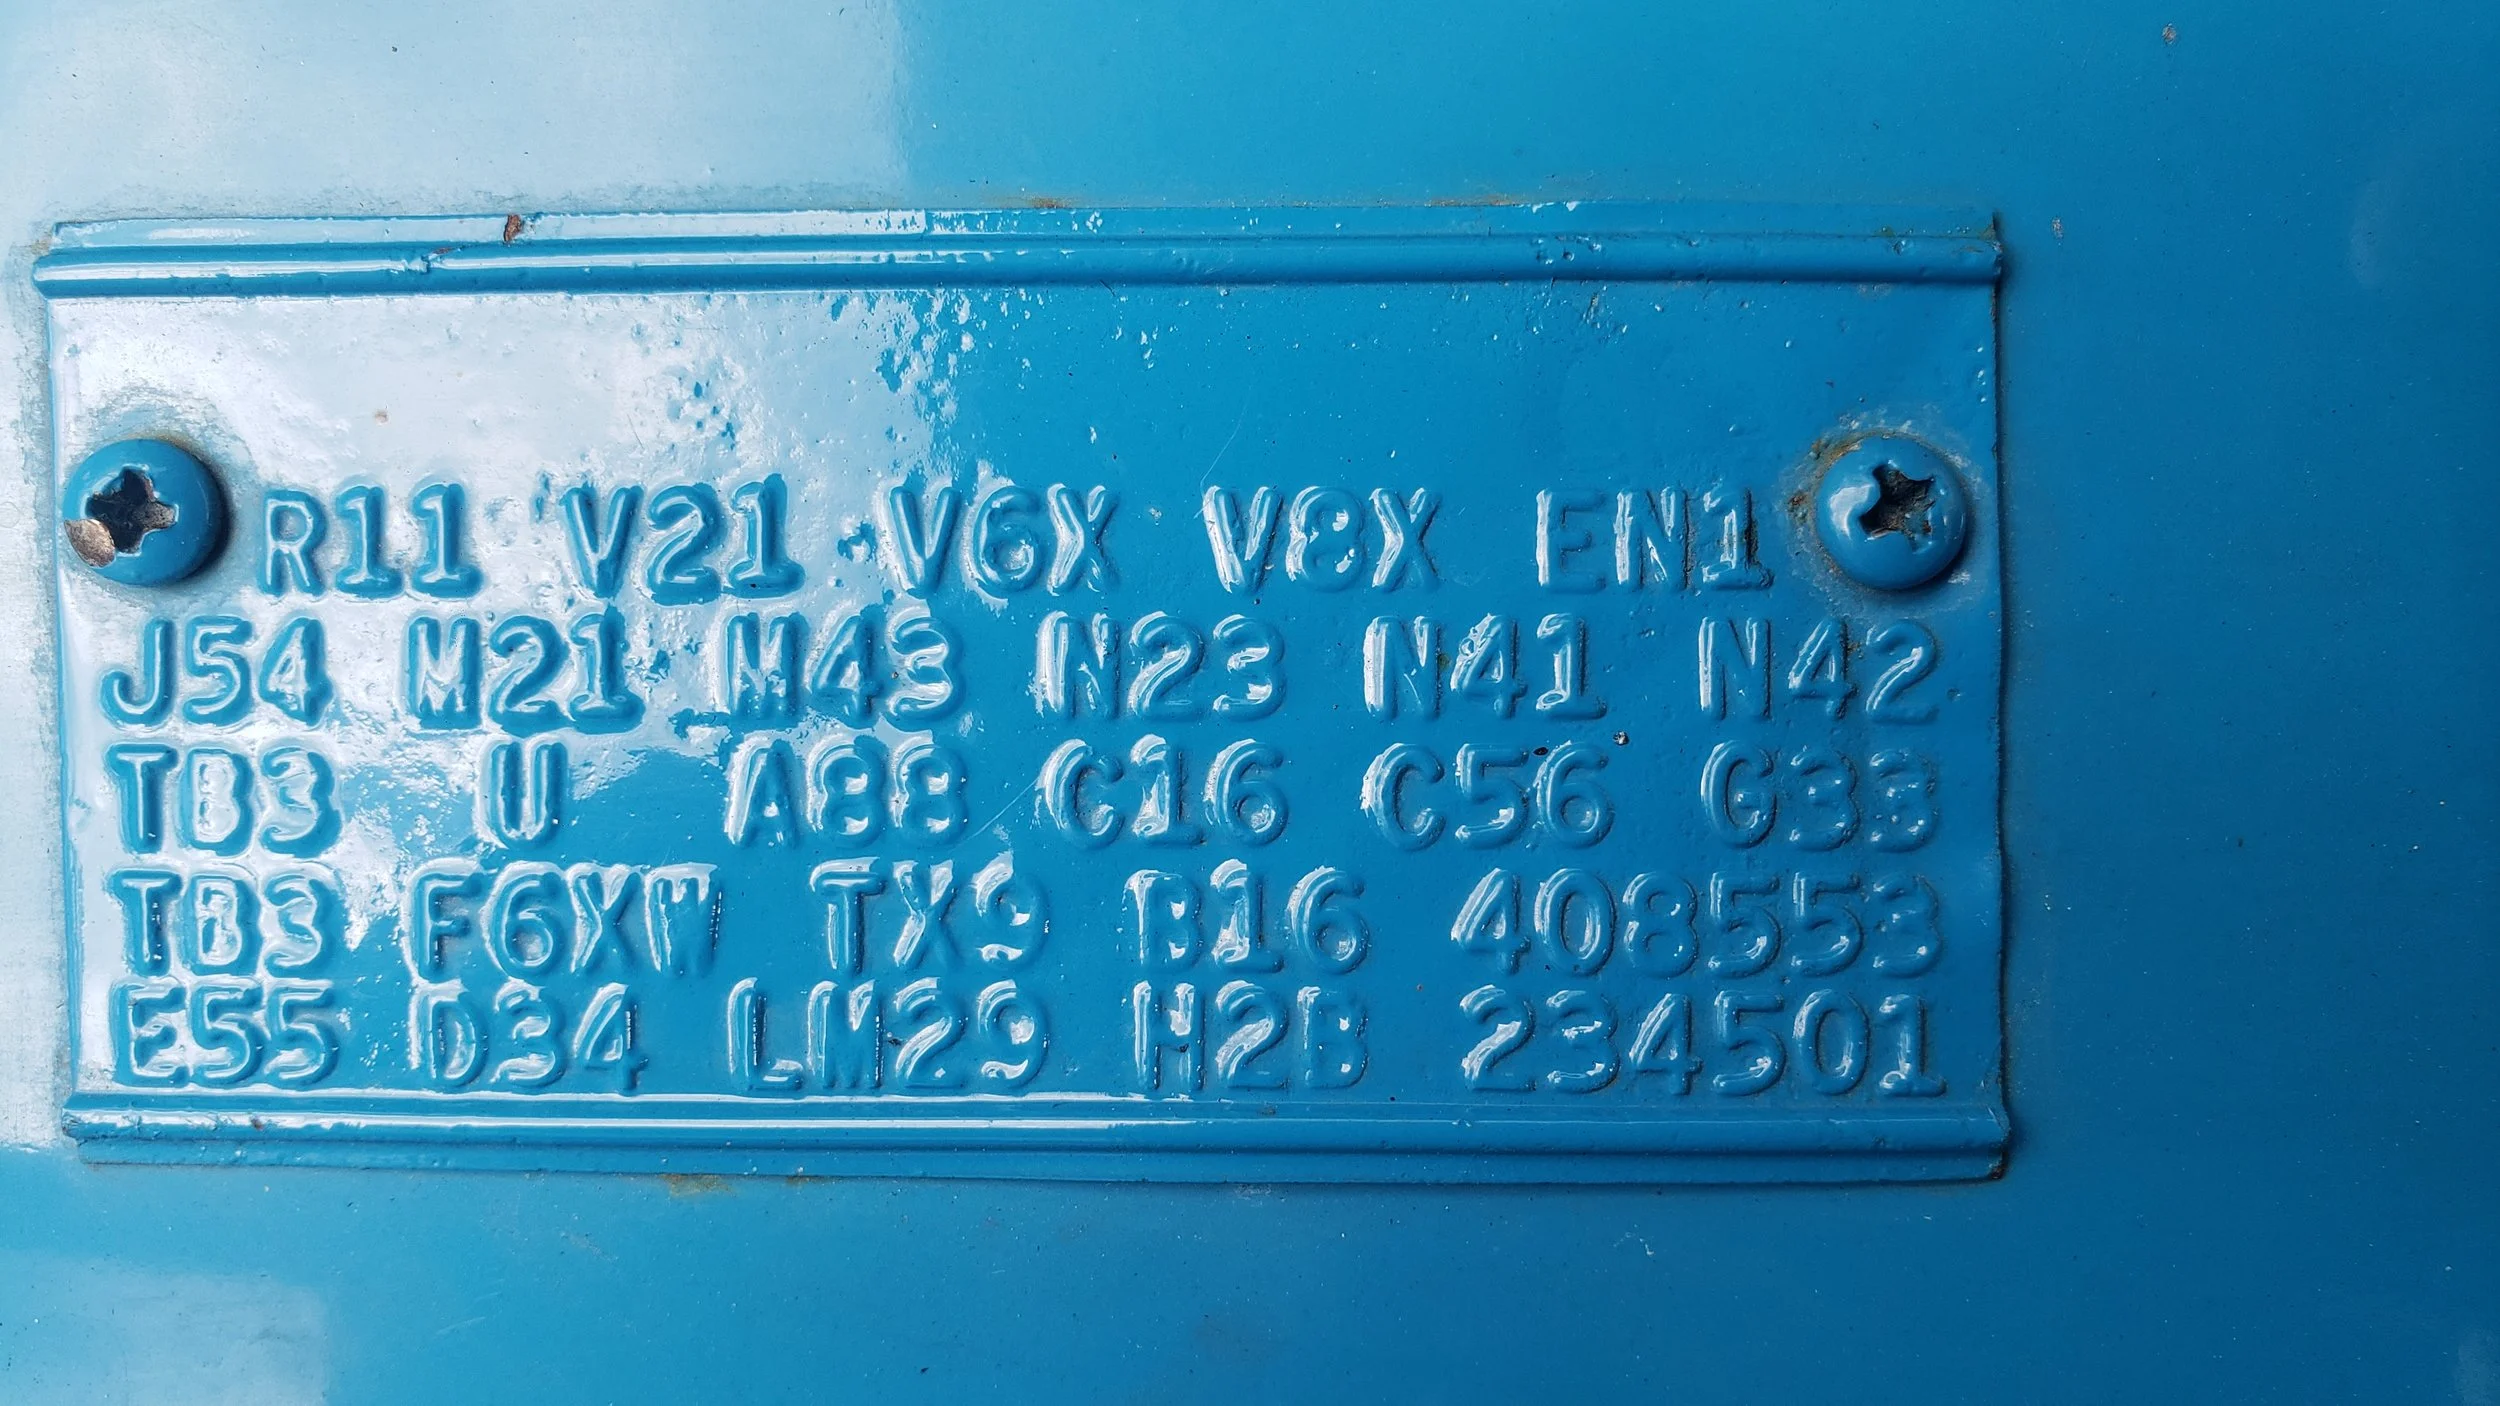 R11 V21 V6X V8X EN1
J54 M21 M43 N23 N41 N42
TB3 U A88 C16 C56 G33
TB3 F6XW TX9 B16 408553
E55 D34 LM29 H2B 234501